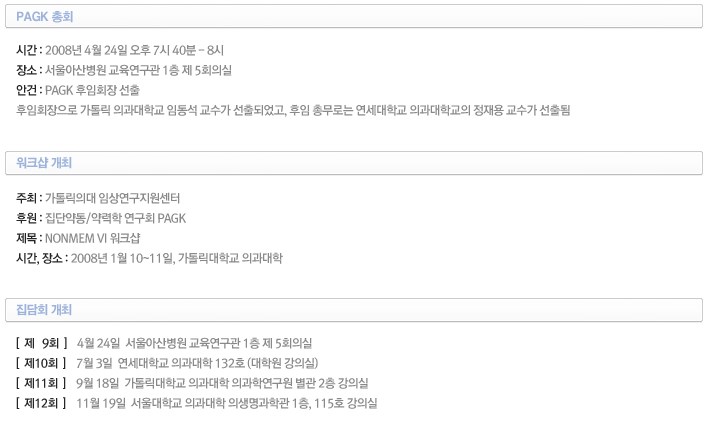 PAGK 총회
시간 : 2008년 4월 24일 오후 7시 40분 - 8시
장소 : 서울아산병원 교육연구관 1층 제 5회의실
안건 : PAGK 후임회장 선출
후임회장으로 가톨릭 의과대학교 임동석 교수가 선출되었고, 후임 총무로는 연세대학교 의과대학교의 정재용 교수가 선출됨
워크샵 개최
주최 : 가톨릭의대 임상연구지원센터
후원 : 집단약동/약력학 연구회 PAGK
제목 : NONMEM VI 워크샵
시간, 장소 : 2008년 1월 10~11일, 가톨릭대학교 의과대학
집담회 개최
[ 제 9회 ] 4월 24일 서울아산병원 교육연구관 1층 제 5회의실
[ 제10회 ] 7월 3일 연세대학교 의과대학 132호 (대학원 강의실)
[ 제11회 ] 9월 18일 가톨릭대학교 의과대학 의과학연구원 별관 2층 강의실
[ 제12회 ] 11월 19일 서울대학교 의과대학 의생명과학관 1층, 115호 강의실